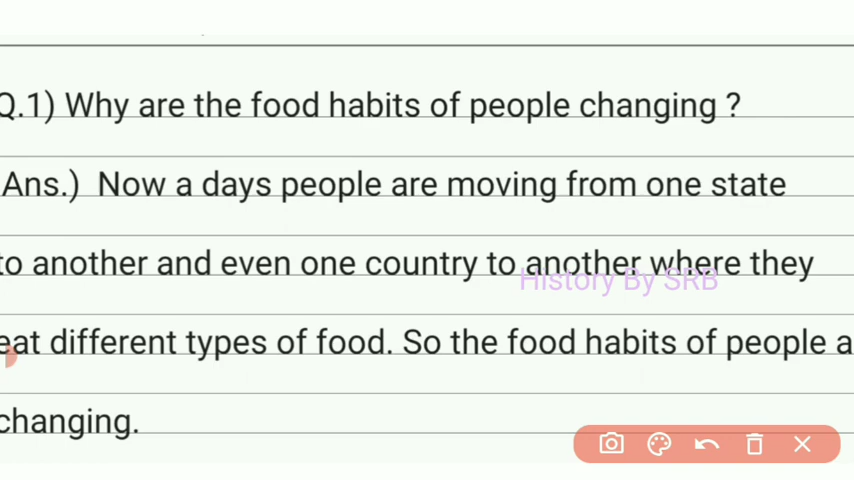 Q.1) Why are the food habits of people changing ?
Ans.) Now a days people are moving from one state
to another and even one country to another where they
History By SRB
eat different types of food. So the food habits of people a
changing.